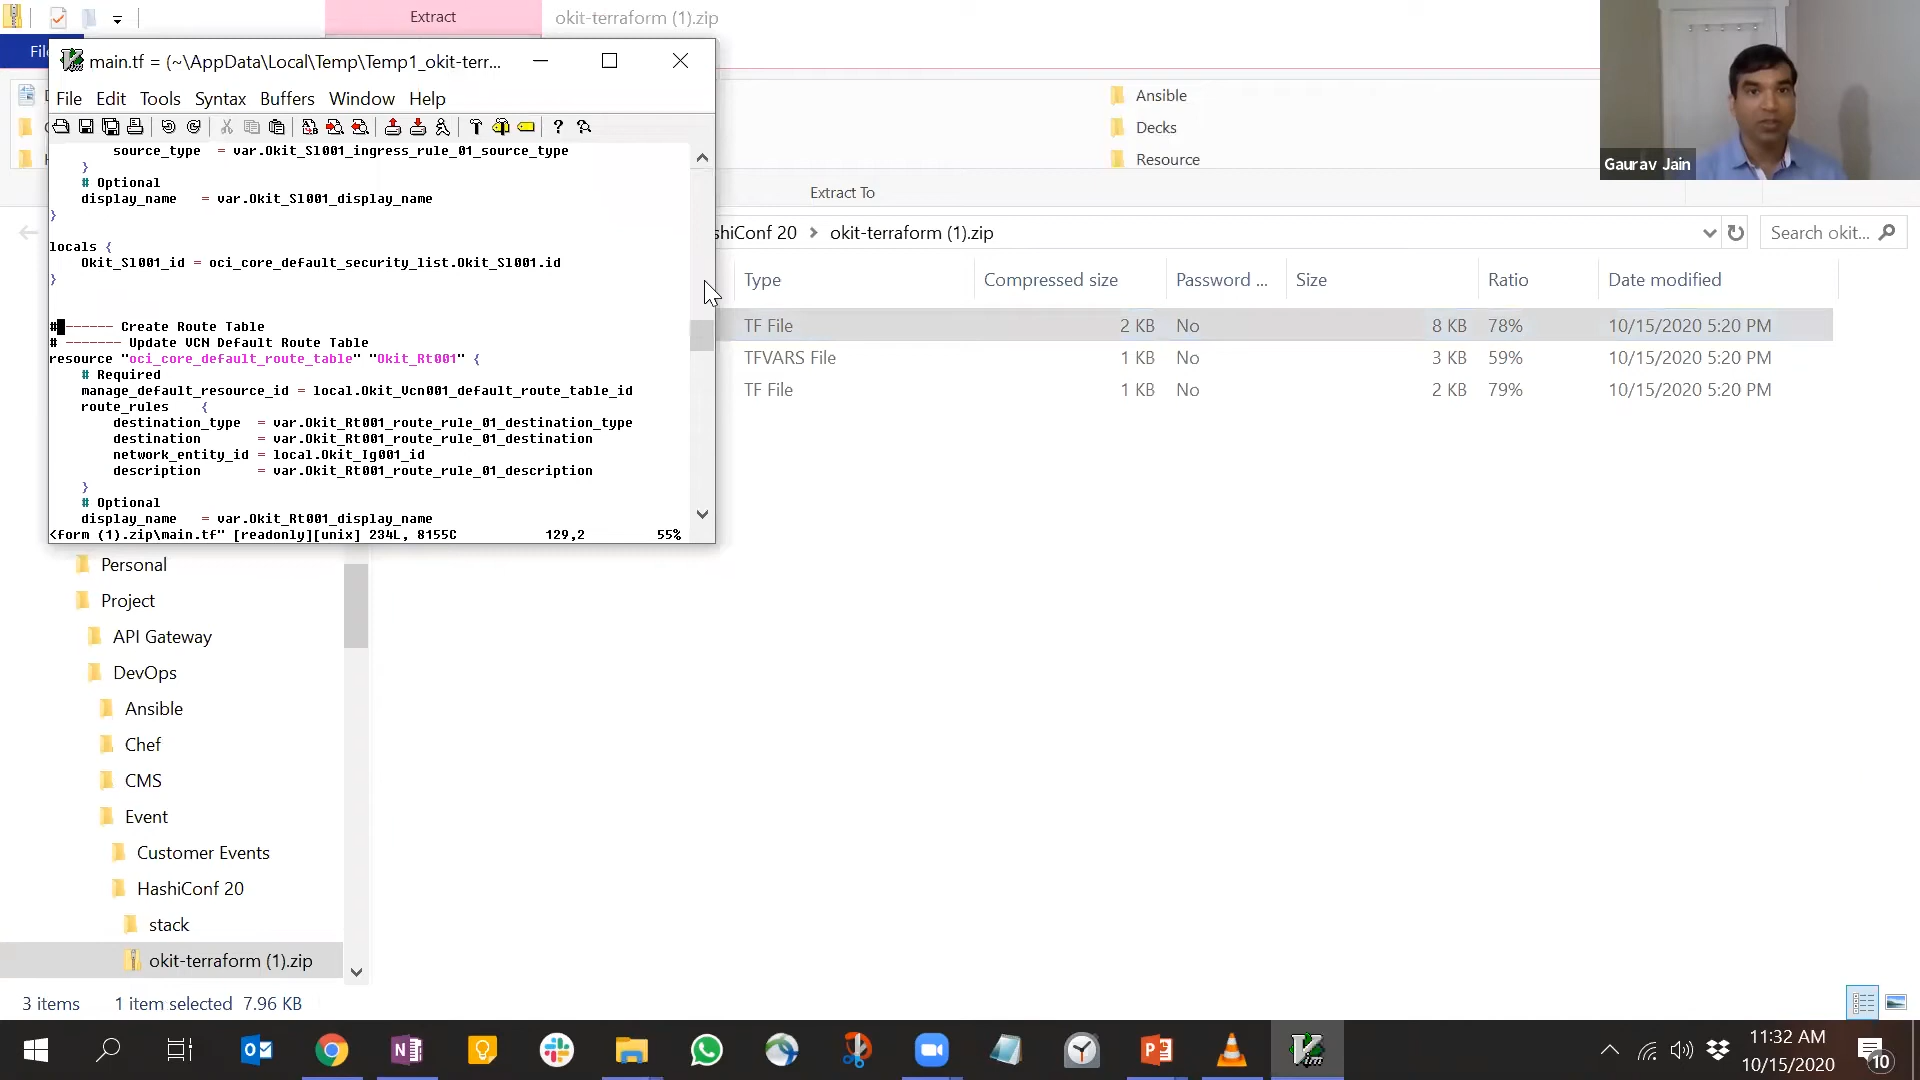 Extract
okit-terraform (1).zip
main.tf = (~\AppData\Local\Temp\Temp1_okit-terr...
File Edit Tools Syntax Buffers Window Help
source_type = var.Okit_Sl001_ingress_rule_01_source_type
}
# Optional
display_name = var.Okit_Sl001_display_name
}
locals {
Okit_Sl001_id = oci_core_default_security_list.Okit_Sl001.id
}
# ------ Create Route Table
# ------- Update VCN Default Route Table
resource "oci_core_default_route_table" "Okit_Rt001" {
# Required
manage_default_resource_id = local.Okit_Vcn001_default_route_table_id
route_rules {
destination_type = var.Okit_Rt001_route_rule_01_destination_type
destination = var.Okit_Rt001_route_rule_01_destination
network_entity_id = local.Okit_Ig001_id
description = var.Okit_Rt001_route_rule_01_description
}
# Optional
display_name = var.Okit_Rt001_display_name
<form (1).zip\main.tf" [readonly][unix] 234L, 8155C 129,2 55%
Ansible
Decks
Resource
Extract To
Gaurav Jain
shiConf 20 > okit-terraform (1).zip
Search okit...
Type Compressed size Password ... Size Ratio Date modified
TF File 2 KB No 8 KB 78% 10/15/2020 5:20 PM
TFVARS File 1 KB No 3 KB 59% 10/15/2020 5:20 PM
TF File 1 KB No 2 KB 79% 10/15/2020 5:20 PM
Personal
Project
API Gateway
DevOps
Ansible
Chef
CMS
Event
Customer Events
HashiConf 20
stack
okit-terraform (1).zip
3 items 1 item selected 7.96 KB
11:32 AM
10/15/2020
10